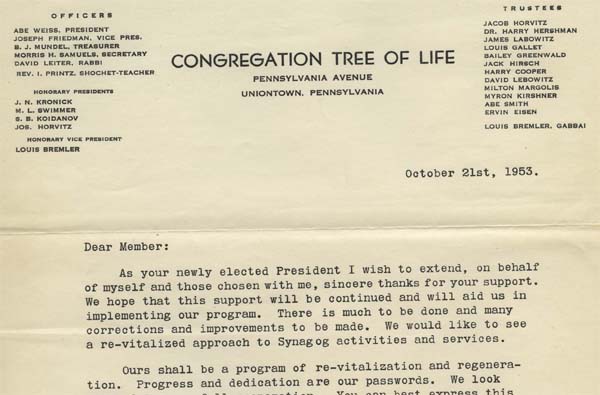 OFFICERS
ABE WEISS, PRESIDENT
JOSEPH FRIEDMAN, VICE PRES.
B. J. MUNDEL, TREASURER
MORRIS H. SAMUELS, SECRETARY
DAVID LEITER, RABBI
REV. I. PRINTZ, SHOCHET-TEACHER
HONORARY PRESIDENTS
J. N. KRONICK
M. L. SWIMMER
S. B. KOIDANOV
JOS. HORVITZ
HONORARY VICE PRESIDENT
LOUIS BREMLER
CONGREGATION TREE OF LIFE
PENNSYLVANIA AVENUE
UNIONTOWN, PENNSYLVANIA
TRUSTEES
JACOB HORVITZ
DR. HARRY HERSHMAN
JAMES LABOWITZ
LOUIS GALLET
BAILEY GREENWALD
JACK HIRSCH
HARRY COOPER
DAVID LEBOWITZ
MILTON MARGOLIS
MYRON KIRSHNER
ABE SMITH
ERVIN EISEN
LOUIS BREMLER, GABBAI
October 21st, 1953.
Dear Member:
As your newly elected President I wish to extend, on behalf
of myself and those chosen with me, sincere thanks for your support.
We hope that this support will be continued and will aid us in
implementing our program. There is much to be done and many
corrections and improvements to be made. We would like to see
a re-vitalized approach to Synagog activities and services.
Ours shall be a program of re-vitalization and regenera-
tion. Progress and dedication are our passwords. We look
You can best express this